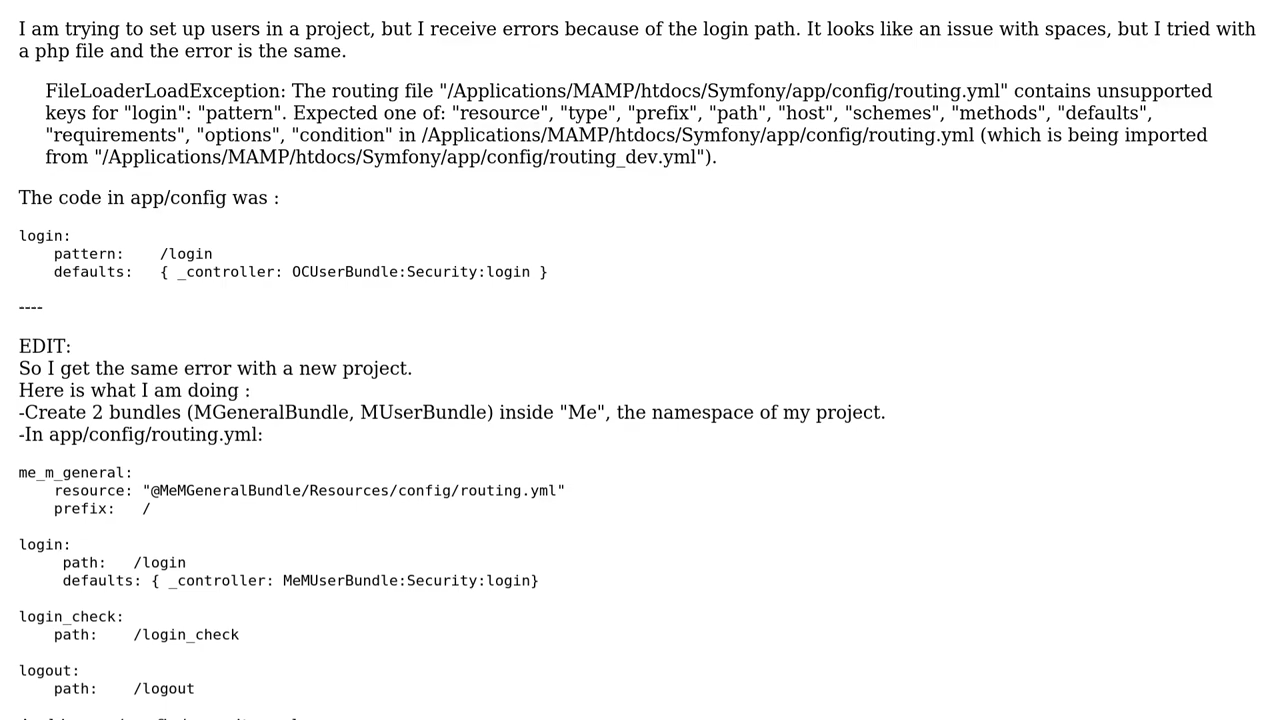 I am trying to set up users in a project, but I receive errors because of the login path. It looks like an issue with spaces, but I tried with
a php file and the error is the same.
FileLoaderLoadException: The routing file "/Applications/MAMP/htdocs/Symfony/app/config/routing.yml" contains unsupported
keys for "login": "pattern". Expected one of: "resource", "type", "prefix", "path", "host", "schemes", "methods", "defaults",
"requirements", "options", "condition" in /Applications/MAMP/htdocs/Symfony/app/config/routing.yml (which is being imported
from "/Applications/MAMP/htdocs/Symfony/app/config/routing_dev.yml").
The code in app/config was :
login:
    pattern:    /login
    defaults:   { _controller: OCUserBundle:Security:login }
----
EDIT:
So I get the same error with a new project.
Here is what I am doing :
-Create 2 bundles (MGeneralBundle, MUserBundle) inside "Me", the namespace of my project.
-In app/config/routing.yml:
me_m_general:
    resource: "@MeMGeneralBundle/Resources/config/routing.yml"
    prefix:   /
login:
     path:   /login
     defaults: { _controller: MeMUserBundle:Security:login}
login_check:
    path:    /login_check
logout:
    path:    /logout